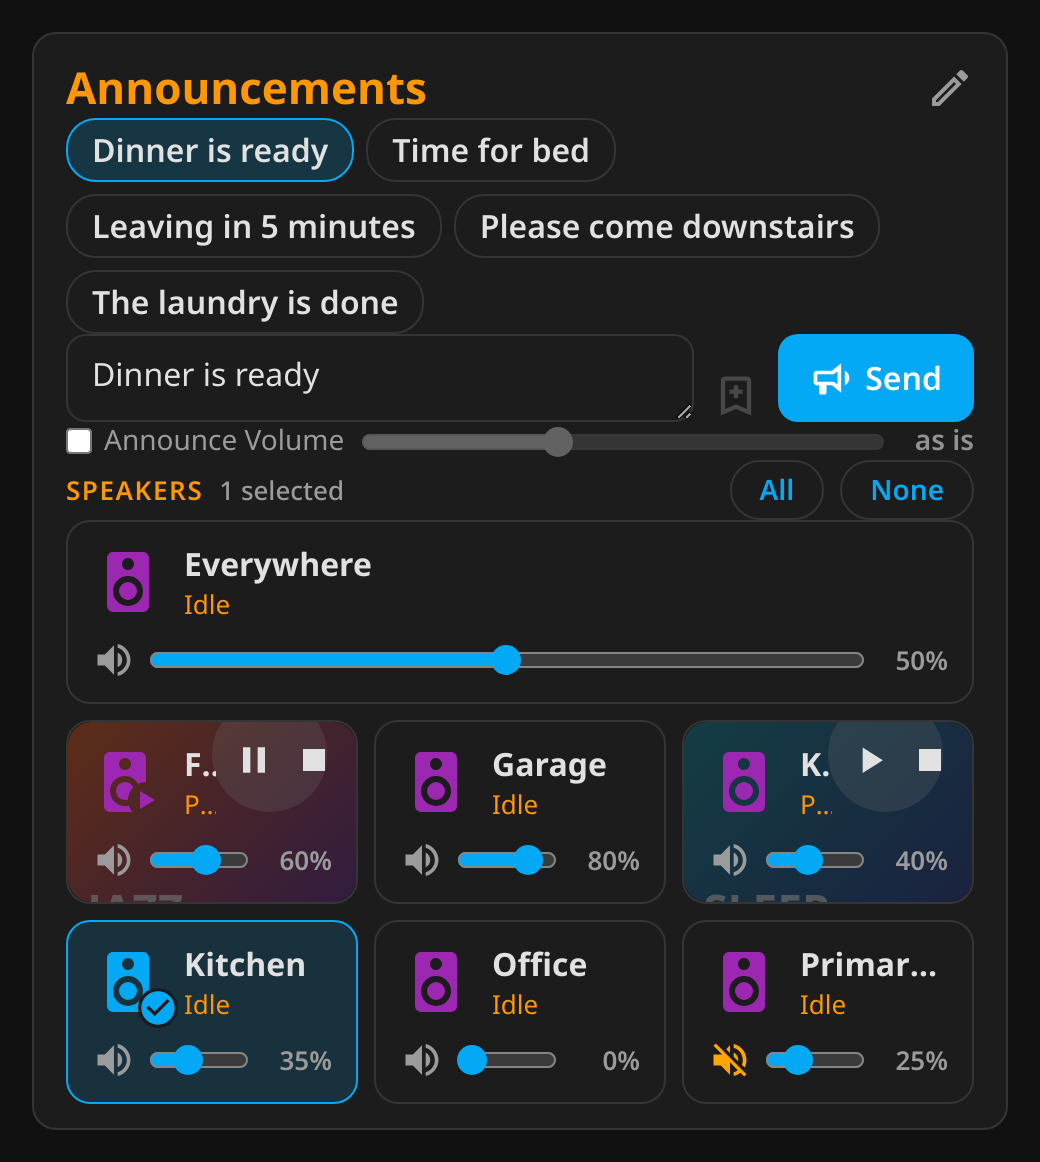 Announcements
Dinner is ready
Time for bed
Leaving in 5 minutes
Please come downstairs
The laundry is done
Dinner is ready
Send
Announce Volume
as is
SPEAKERS 1 selected
All
None
Everywhere
Idle
50%
F...
P...
60%
JAZZ
Garage
Idle
80%
K...
P...
40%
SLEEP
Kitchen
Idle
35%
Office
Idle
0%
Primar...
Idle
25%